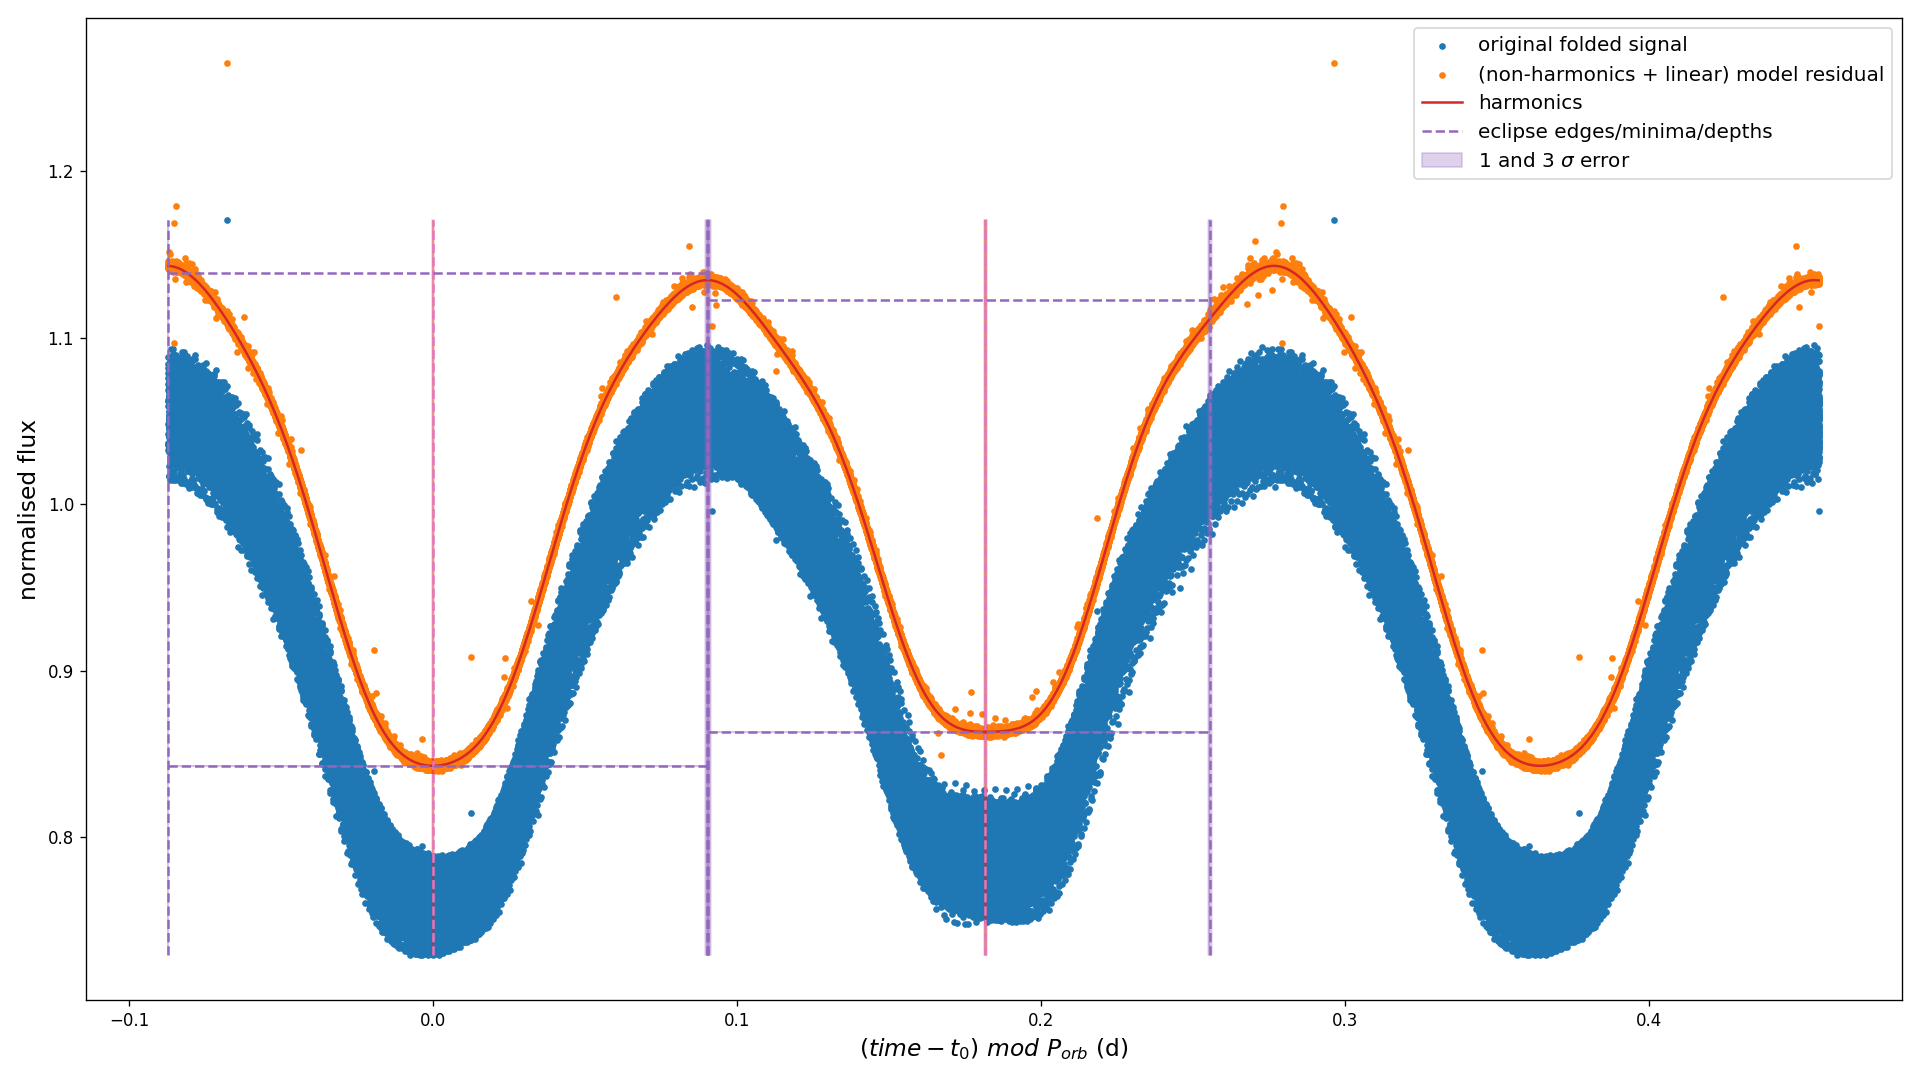 original folded signal
(non-harmonics + linear) model residual
harmonics
eclipse edges/minima/depths
1 and 3 σ error
normalised flux
1.2
1.1
1.0
0.9
0.8
−0.1 0.0 0.1 0.2 0.3 0.4
(time − t₀) mod Pₒᵣb (d)